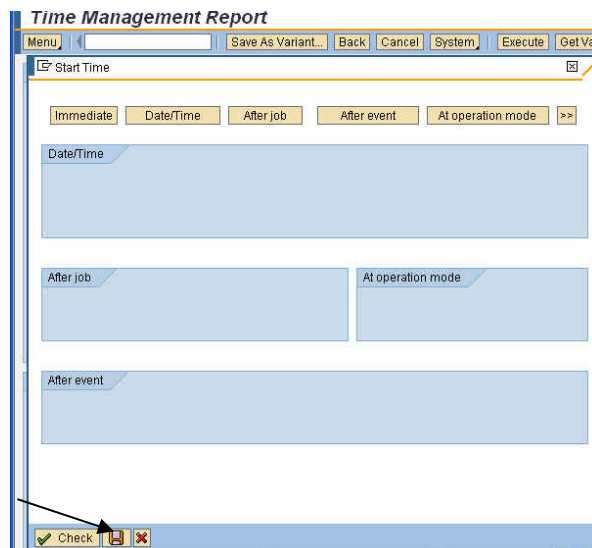 Time Management Report
Menu Save As Variant... Back Cancel System Execute Get Va
Start Time
Immediate Date/Time After job After event At operation mode >>
Date/Time
After job At operation mode
After event
Check